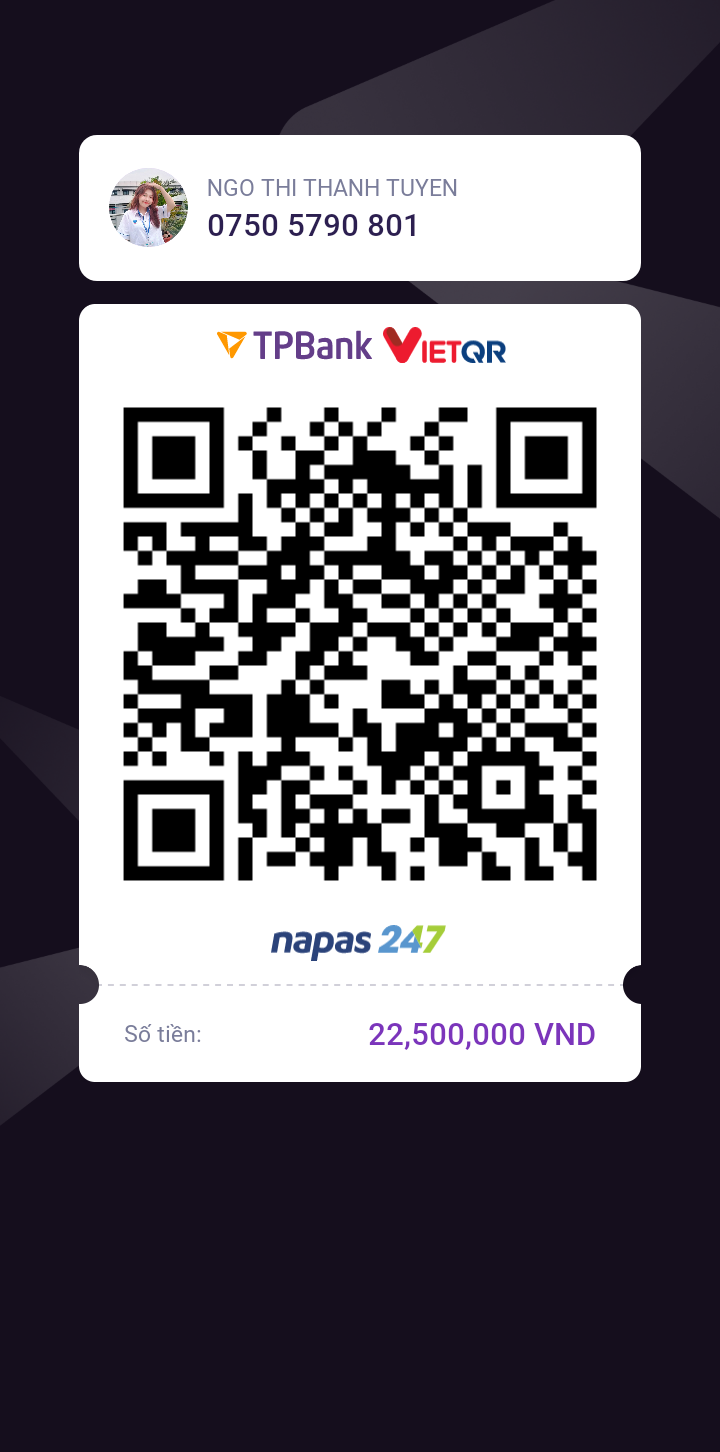 NGO THI THANH TUYEN
0750 5790 801
TPBank VIETQR
napas 247
Số tiền: 22,500,000 VND